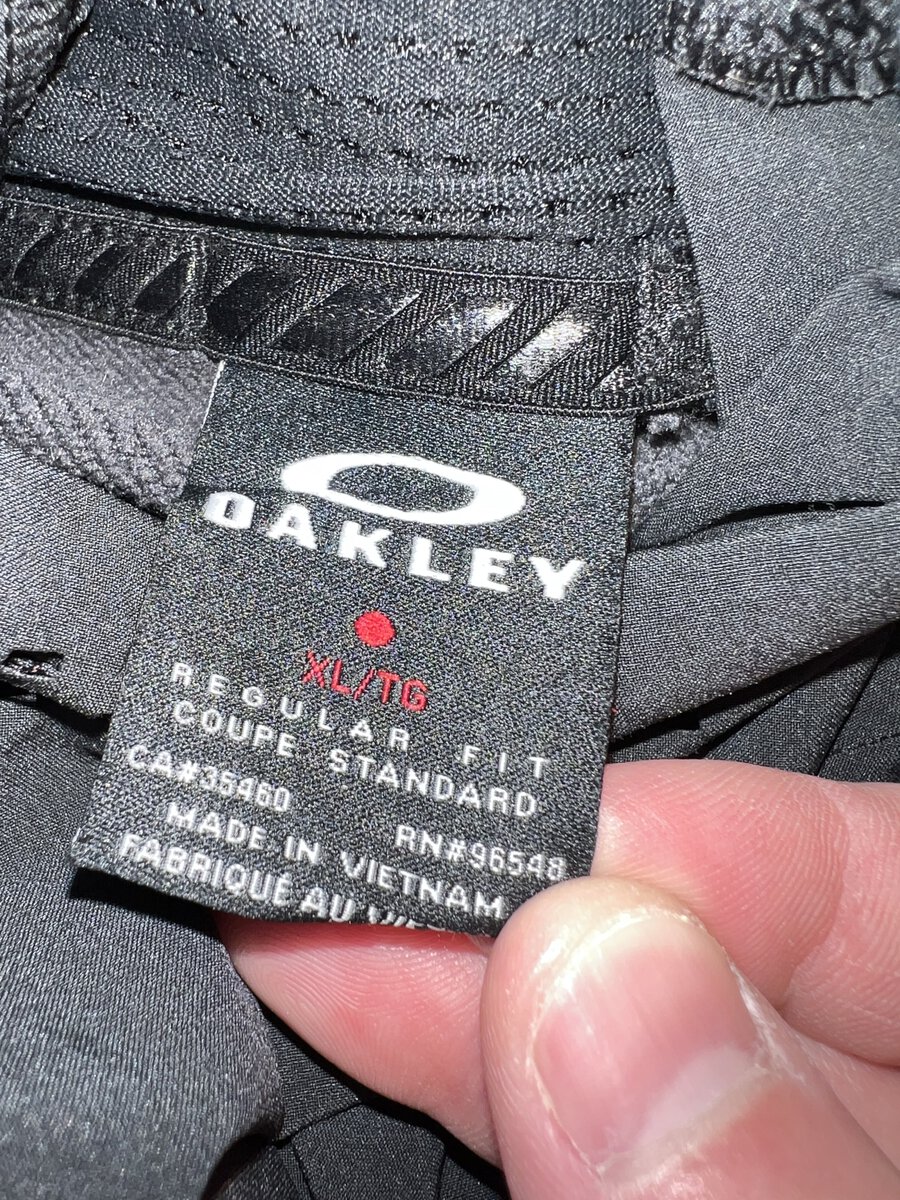 OAKLEY
XL/TG
REGULAR FIT
COUPE STANDARD
CA#35460 RN#96548
MADE IN VIETNAM
FABRIQUÉ AU